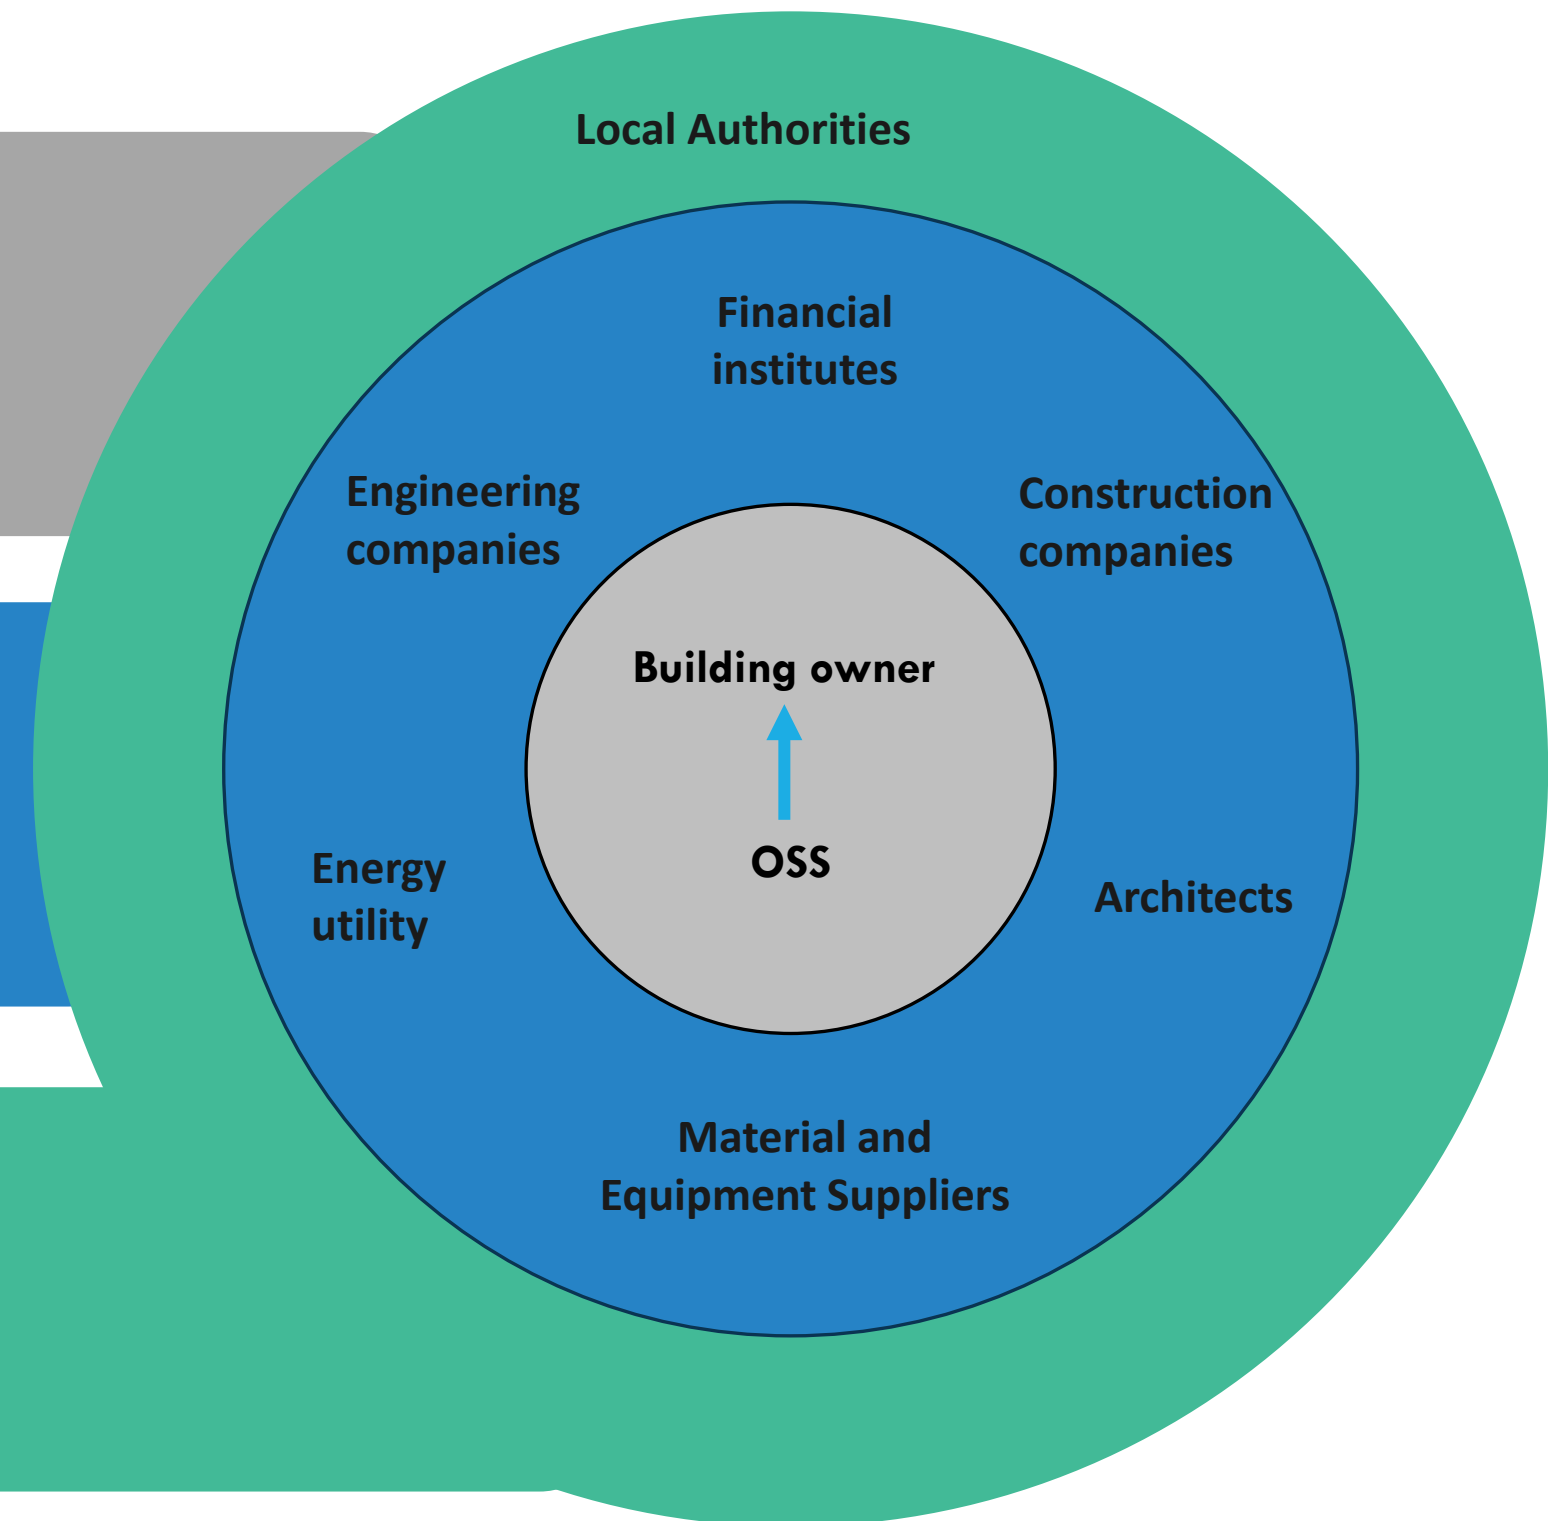 Local Authorities
Financial
institutes
Engineering
companies
Construction
companies
Building owner
OSS
Energy
utility
Architects
Material and
Equipment Suppliers